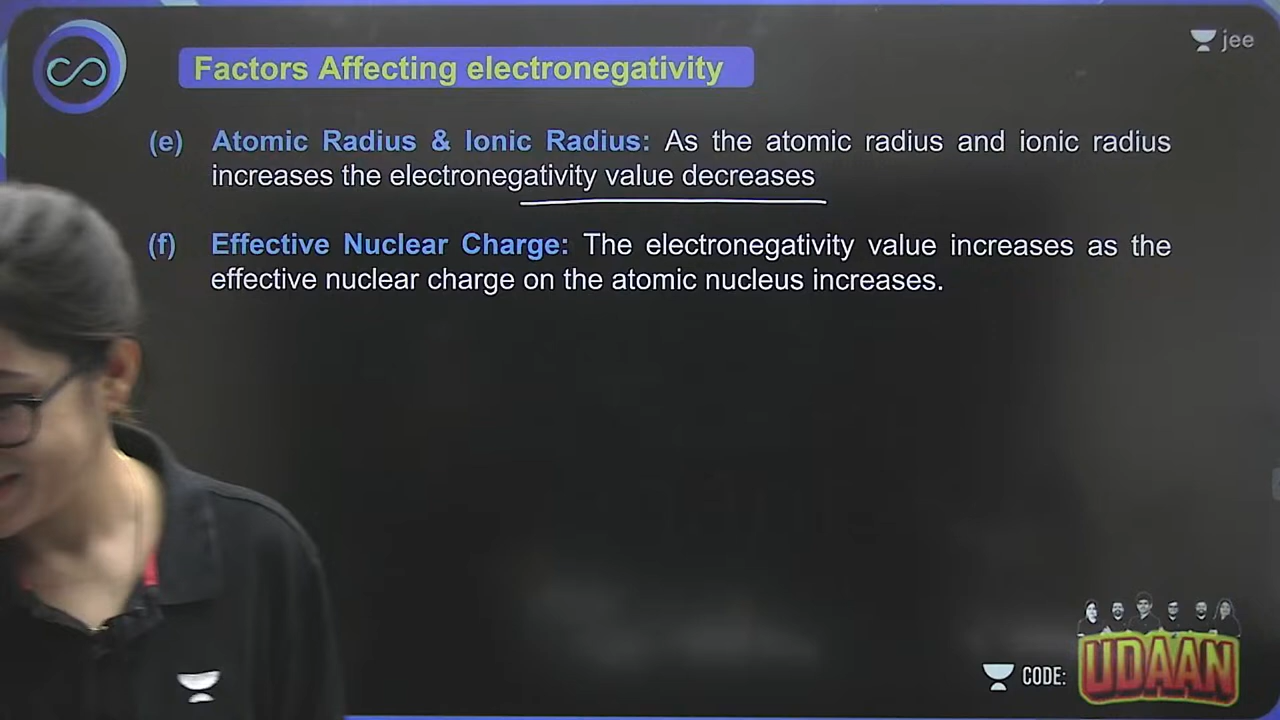 jee
Factors Affecting electronegativity
(e) Atomic Radius & Ionic Radius: As the atomic radius and ionic radius
increases the electronegativity value decreases
(f) Effective Nuclear Charge: The electronegativity value increases as the
effective nuclear charge on the atomic nucleus increases.
CODE: UDAAN